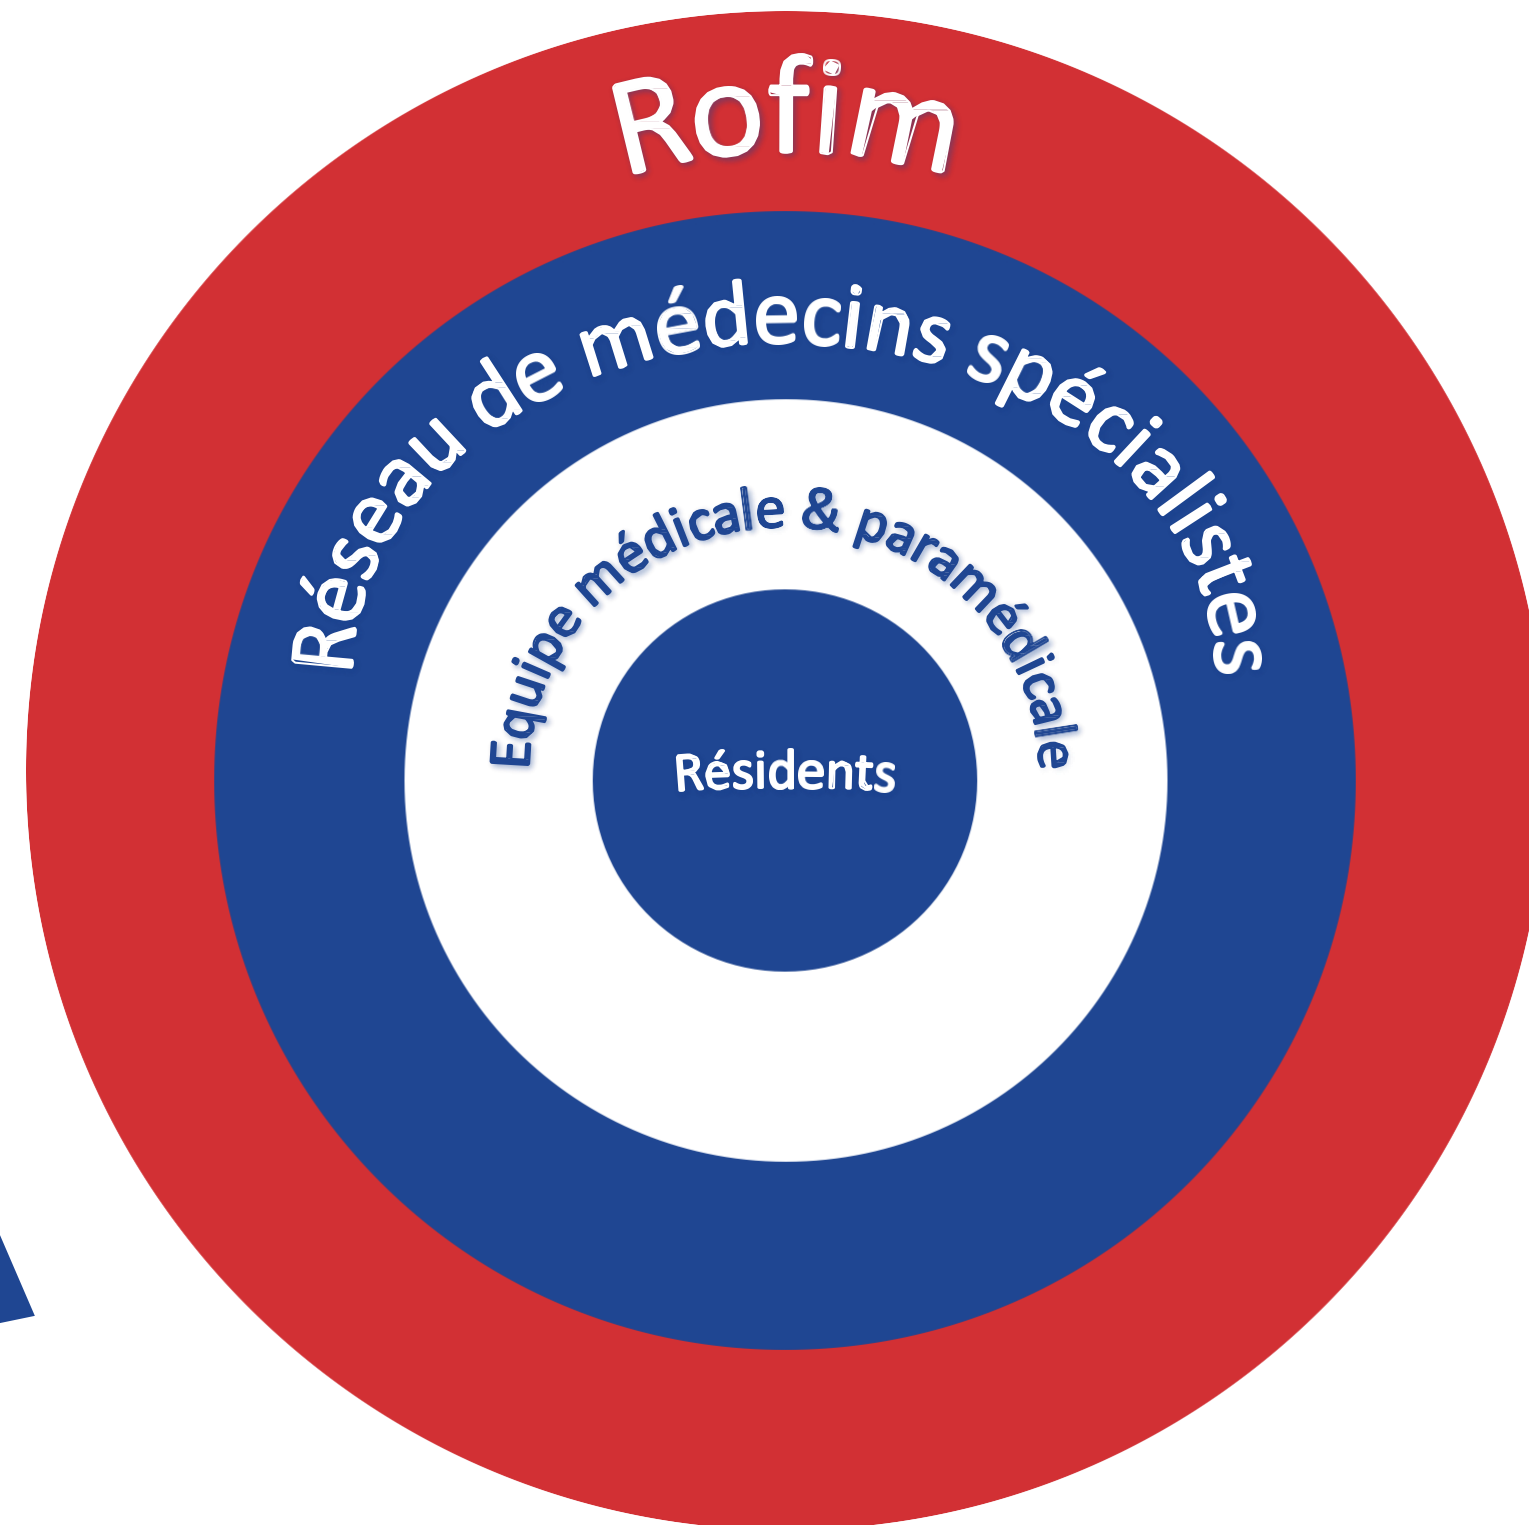 Rofim
Réseau de médecins spécialistes
Equipe médicale & paramédicale
Résidents